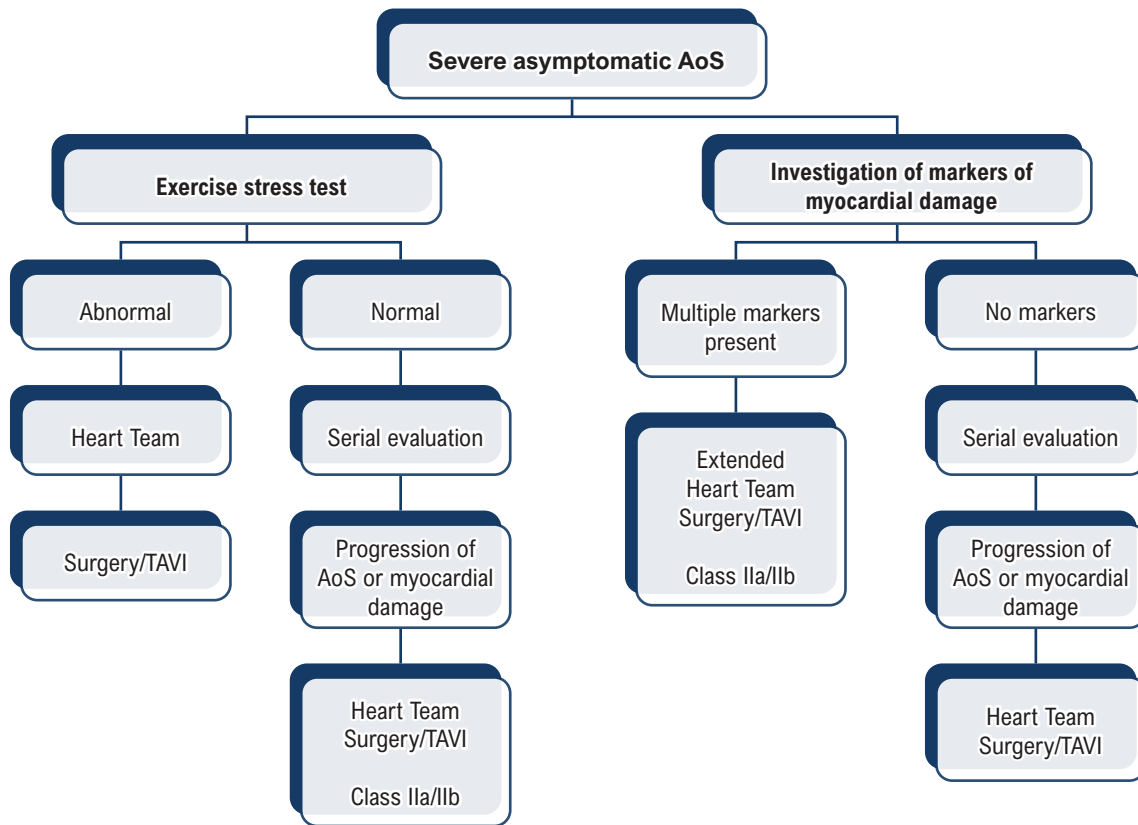 Severe asymptomatic AoS
Exercise stress test
Investigation of markers of
myocardial damage
Abnormal
Normal
Multiple markers
present
No markers
Heart Team
Serial evaluation
Extended
Heart Team
Surgery/TAVI
Class IIa/IIb
Serial evaluation
Surgery/TAVI
Progression of
AoS or myocardial
damage
Progression of
AoS or myocardial
damage
Heart Team
Surgery/TAVI
Class IIa/IIb
Heart Team
Surgery/TAVI